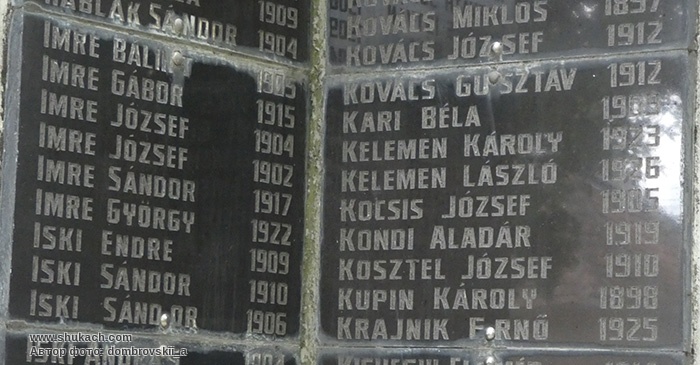 1909
KABLÁK SÁNDOR 1904
IMRE BÁLINT 1905
IMRE GÁBOR 1915
IMRE JÓZSEF 1904
IMRE JÓZSEF 1902
IMRE SÁNDOR 1917
IMRE GYÖRGY 1922
ISKI ENDRE 1909
ISKI SÁNDOR 1910
ISKI SÁNDOR 1906
ISKI
KOVÁCS MIKLÓS 1897
KOVÁCS JÓZSEF 1912
KOVÁCS GUSZTÁV 1912
KARI BÉLA
KELEMEN KÁROLY 1923
KELEMEN LÁSZLÓ 1926
KOCSIS JÓZSEF 1905
KONDI ALADÁR 1919
KOSZTEL JÓZSEF 1910
KUPIN KÁROLY 1898
KRAJNIK ERNŐ 1925
www.shukach.com
Автор фото: dombrovskii_a